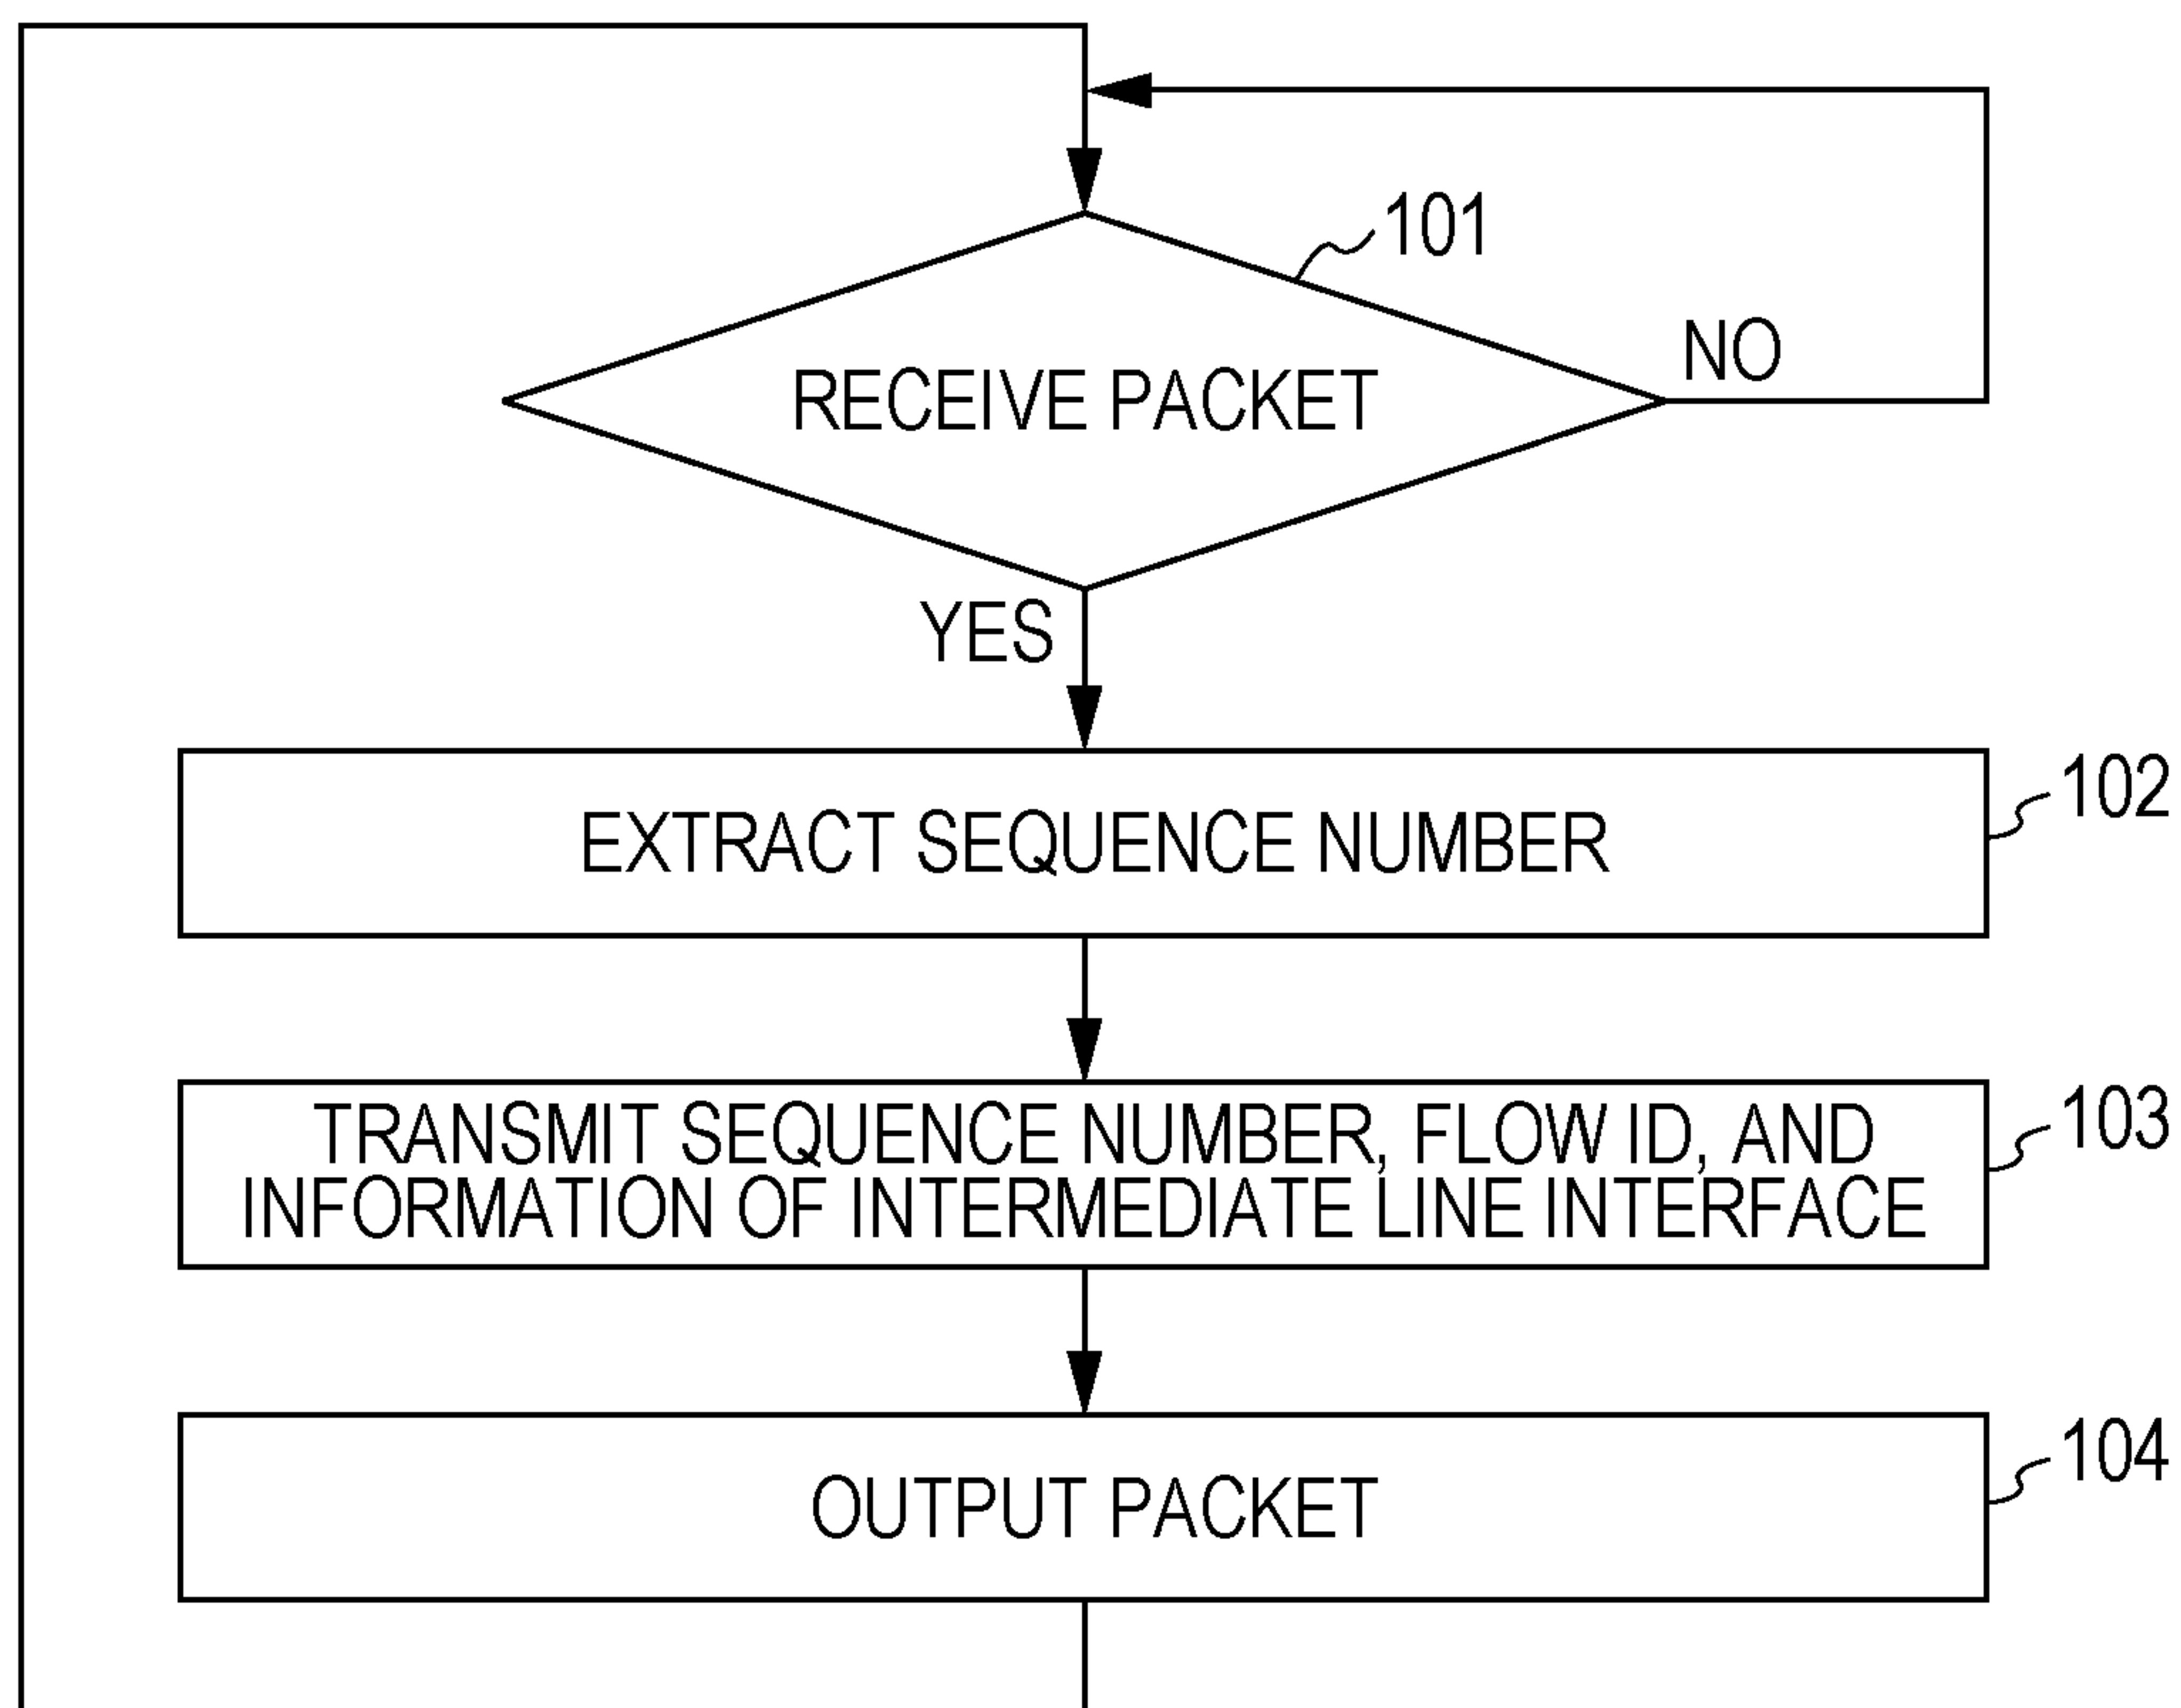 101
NO
RECEIVE PACKET
YES
102
EXTRACT SEQUENCE NUMBER
103
TRANSMIT SEQUENCE NUMBER, FLOW ID, AND
INFORMATION OF INTERMEDIATE LINE INTERFACE
104
OUTPUT PACKET